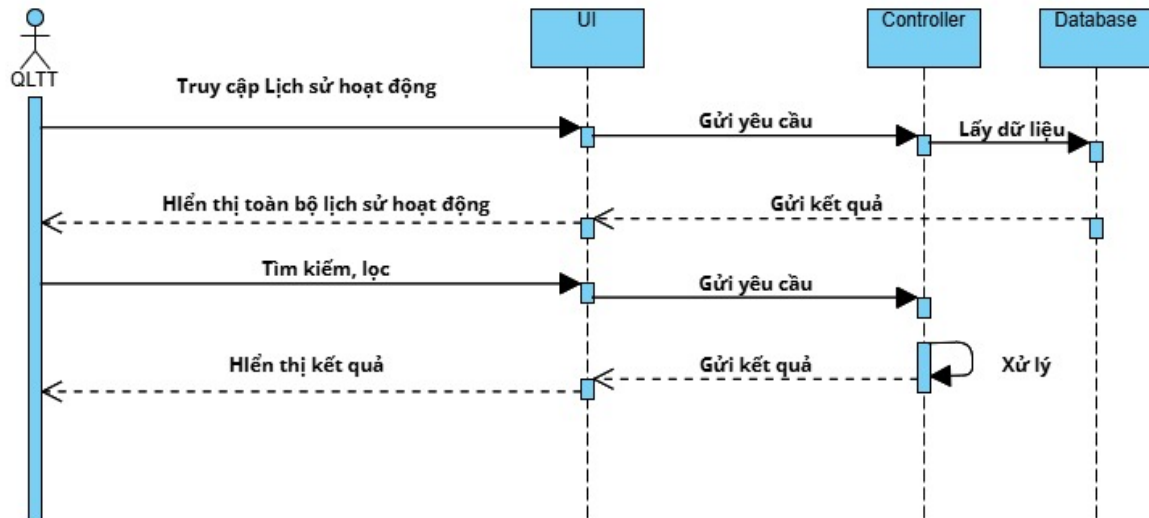 UI
Controller
Database
QLTT
Truy cập Lịch sử hoạt động
Gửi yêu cầu
Lấy dữ liệu
HIển thị toàn bộ lịch sử hoạt động
Gửi kết quả
Tìm kiếm, lọc
Gửi yêu cầu
HIển thị kết quả
Gửi kết quả
Xử lý